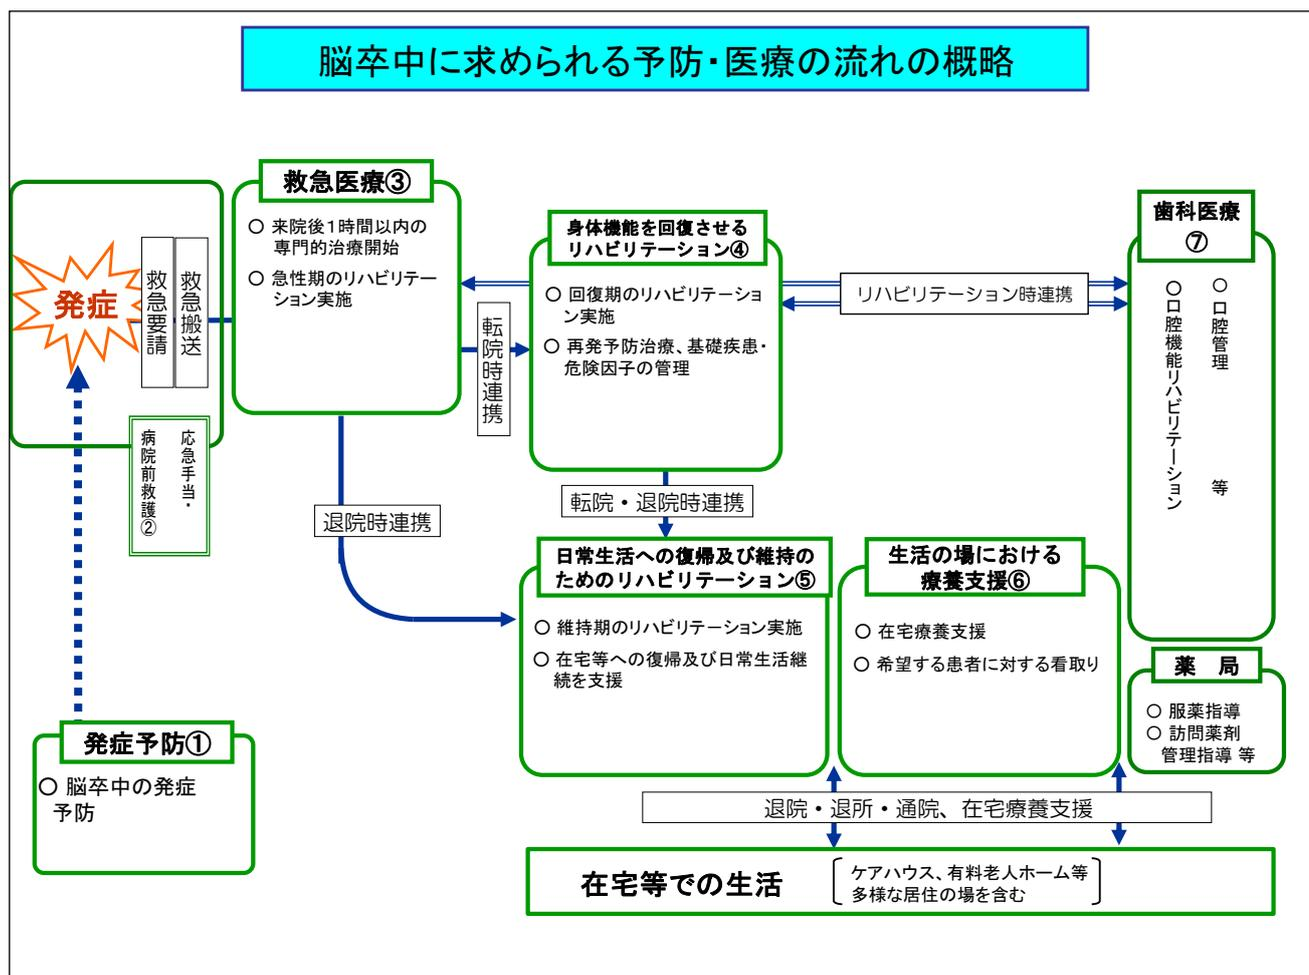 脳卒中に求められる予防・医療の流れの概略
発症
救急要請
救急搬送
応急手当・
病院前救護②
救急医療③
○ 来院後1時間以内の
専門的治療開始
○ 急性期のリハビリテー
ション実施
転院時連携
身体機能を回復させる
リハビリテーション④
○ 回復期のリハビリテーショ
ン実施
○ 再発予防治療、基礎疾患・
危険因子の管理
リハビリテーション時連携
歯科医療
⑦
○ 口腔管理
○口腔機能リハビリテーション
等
退院時連携
転院・退院時連携
日常生活への復帰及び維持の
ためのリハビリテーション⑤
○ 維持期のリハビリテーション実施
○ 在宅等への復帰及び日常生活継
続を支援
生活の場における
療養支援⑥
○ 在宅療養支援
○ 希望する患者に対する看取り
薬 局
○ 服薬指導
○ 訪問薬剤
管理指導 等
発症予防①
○ 脳卒中の発症
予防
退院・退所・通院、在宅療養支援
在宅等での生活
ケアハウス、有料老人ホーム等
多様な居住の場を含む